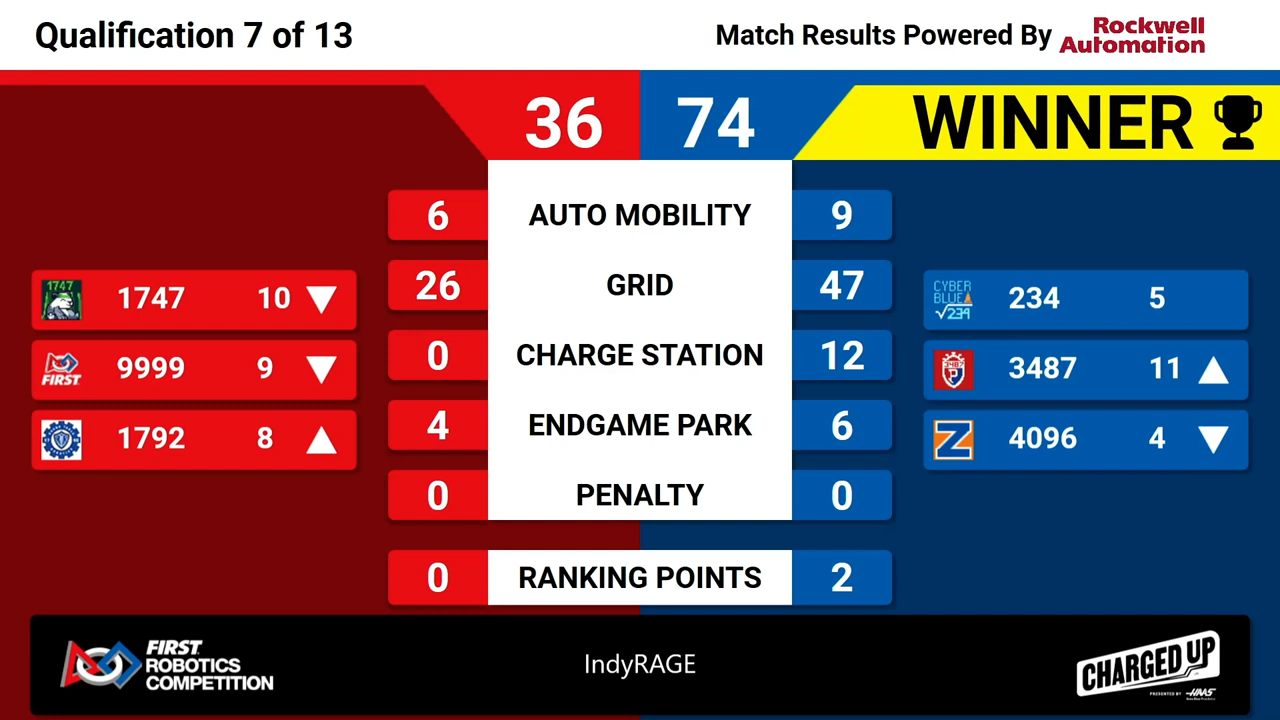 Qualification 7 of 13
Match Results Powered By
Rockwell
Automation
36 74 WINNER
6 AUTO MOBILITY 9
26 GRID 47
0 CHARGE STATION 12
4 ENDGAME PARK 6
0 PENALTY 0
0 RANKING POINTS 2
1747
1747 10
FIRST
9999 9
1792 8
CYBER
BLUE
√234
234 5
3487 11
Z
4096 4
FIRST
ROBOTICS
COMPETITION
IndyRAGE
CHARGED UP
PRESENTED BY HAAS